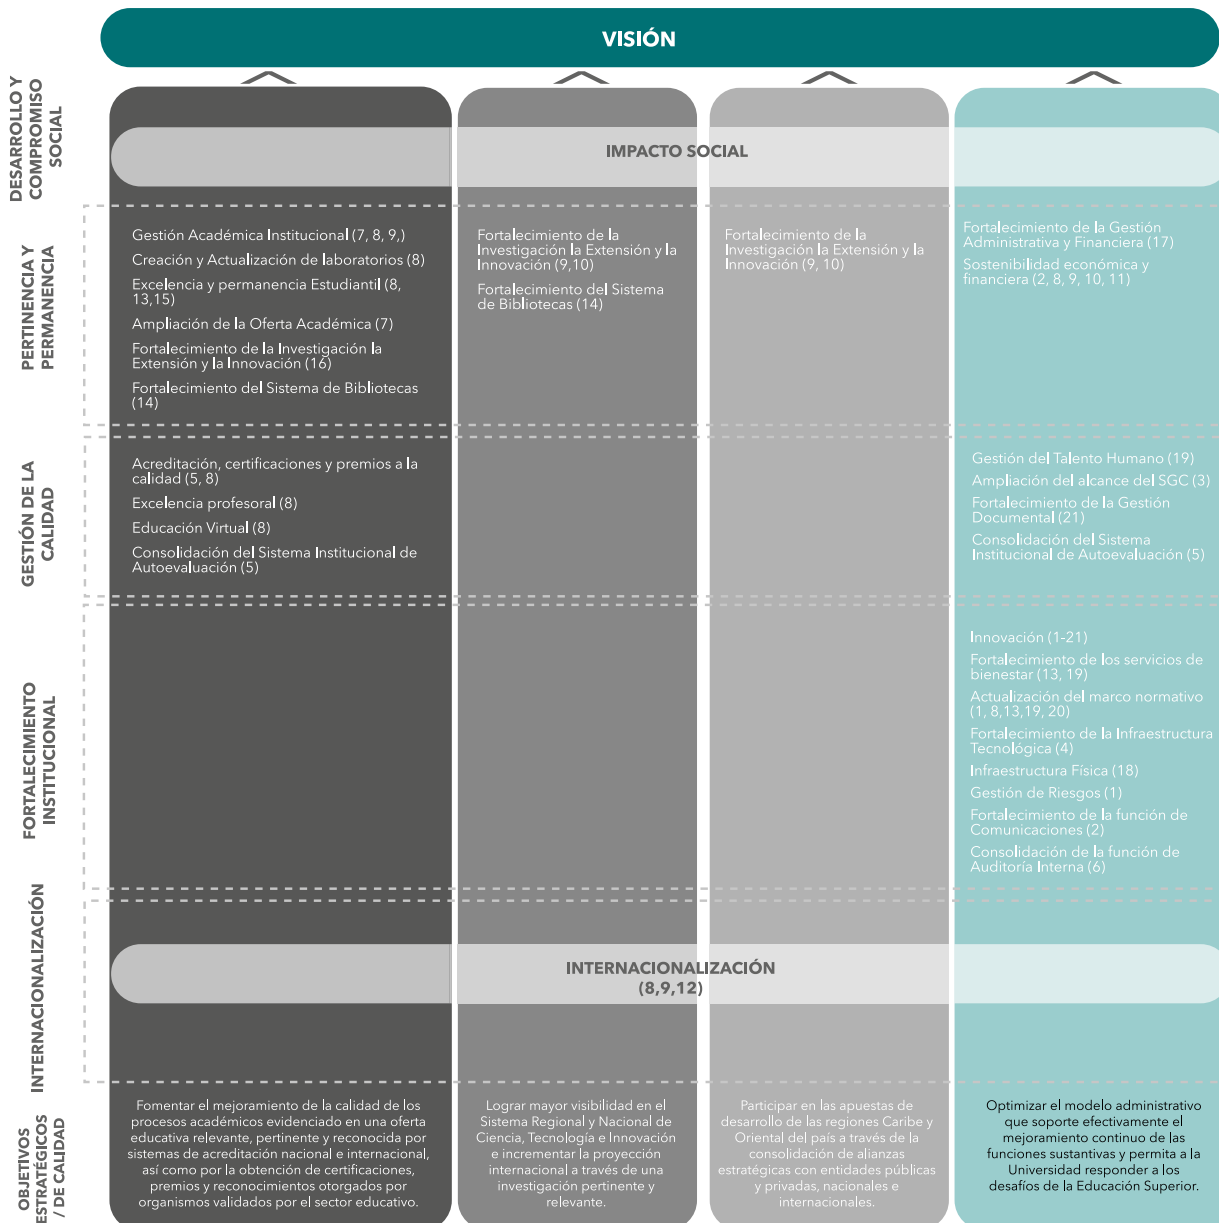 VISIÓN
DESARROLLO Y
COMPROMISO
SOCIAL
IMPACTO SOCIAL
PERTINENCIA Y
PERMANENCIA
Gestión Académica Institucional (7, 8, 9,)
Creación y Actualización de laboratorios (8)
Excelencia y permanencia Estudiantil (8,
13,15)
Ampliación de la Oferta Académica (7)
Fortalecimiento de la Investigación la
Extensión y la Innovación (16)
Fortalecimiento del Sistema de Bibliotecas
(14)
Fortalecimiento de la
Investigación la Extensión y la
Innovación (9,10)
Fortalecimiento del Sistema
de Bibliotecas (14)
Fortalecimiento de la
Investigación la Extensión y la
Innovación (9, 10)
Fortalecimiento de la Gestión
Administrativa y Financiera (17)
Sostenibilidad económica y
financiera (2, 8, 9, 10, 11)
GESTIÓN DE LA
CALIDAD
Acreditación, certificaciones y premios a la
calidad (5, 8)
Excelencia profesoral (8)
Educación Virtual (8)
Consolidación del Sistema Institucional de
Autoevaluación (5)
Gestión del Talento Humano (19)
Ampliación del alcance del SGC (3)
Fortalecimiento de la Gestión
Documental (21)
Consolidación del Sistema
Institucional de Autoevaluación (5)
FORTALECIMIENTO
INSTITUCIONAL
Innovación (1-21)
Fortalecimiento de los servicios de
bienestar (13, 19)
Actualización del marco normativo
(1, 8,13,19, 20)
Fortalecimiento de la Infraestructura
Tecnológica (4)
Infraestructura Física (18)
Gestión de Riesgos (1)
Fortalecimiento de la función de
Comunicaciones (2)
Consolidación de la función de
Auditoría Interna (6)
INTERNACIONALIZACIÓN
INTERNACIONALIZACIÓN
(8,9,12)
OBJETIVOS
ESTRATÉGICOS
/ DE CALIDAD
Fomentar el mejoramiento de la calidad de los
procesos académicos evidenciado en una oferta
educativa relevante, pertinente y reconocida por
sistemas de acreditación nacional e internacional,
así como por la obtención de certificaciones,
premios y reconocimientos otorgados por
organismos validados por el sector educativo.
Lograr mayor visibilidad en el
Sistema Regional y Nacional de
Ciencia, Tecnología e Innovación
e incrementar la proyección
internacional a través de una
investigación pertinente y
relevante.
Participar en las apuestas de
desarrollo de las regiones Caribe y
Oriental del país a través de la
consolidación de alianzas
estratégicas con entidades públicas
y privadas, nacionales e
internacionales.
Optimizar el modelo administrativo
que soporte efectivamente el
mejoramiento continuo de las
funciones sustantivas y permita a la
Universidad responder a los
desafíos de la Educación Superior.